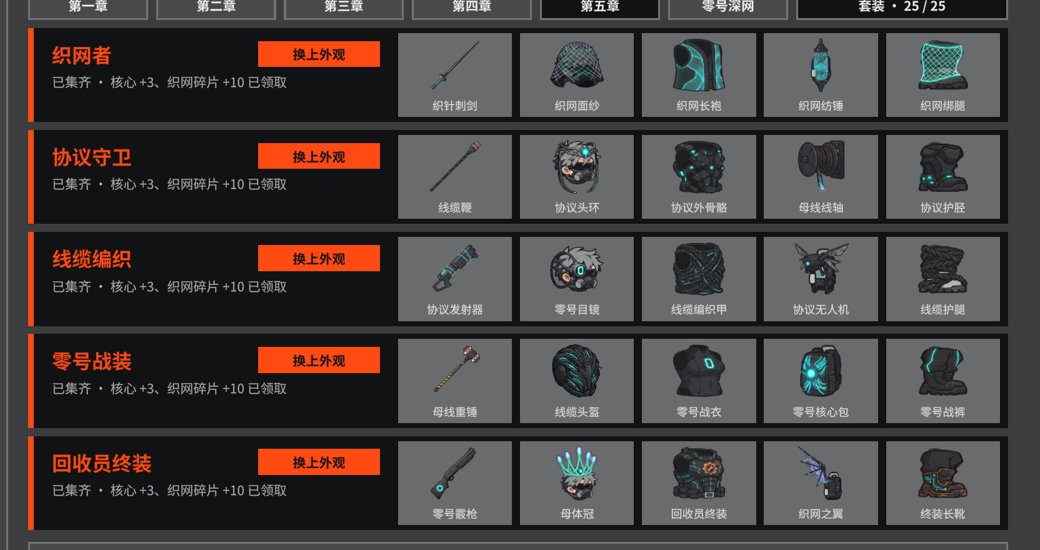 第一章
第二章
第三章
第四章
第五章
零号深网
套装 · 25 / 25
织网者
换上外观
已集齐 · 核心 +3、织网碎片 +10 已领取
织针刺剑
织网面纱
织网长袍
织网纺锤
织网绑腿
协议守卫
换上外观
已集齐 · 核心 +3、织网碎片 +10 已领取
线缆鞭
协议头环
协议外骨骼
母线线轴
协议护胫
线缆编织
换上外观
已集齐 · 核心 +3、织网碎片 +10 已领取
协议发射器
零号目镜
线缆编织甲
协议无人机
线缆护腿
零号战装
换上外观
已集齐 · 核心 +3、织网碎片 +10 已领取
母线重锤
线缆头盔
零号战衣
零号核心包
零号战裤
回收员终装
换上外观
已集齐 · 核心 +3、织网碎片 +10 已领取
零号霰枪
母体冠
回收员终装
织网之翼
终装长靴